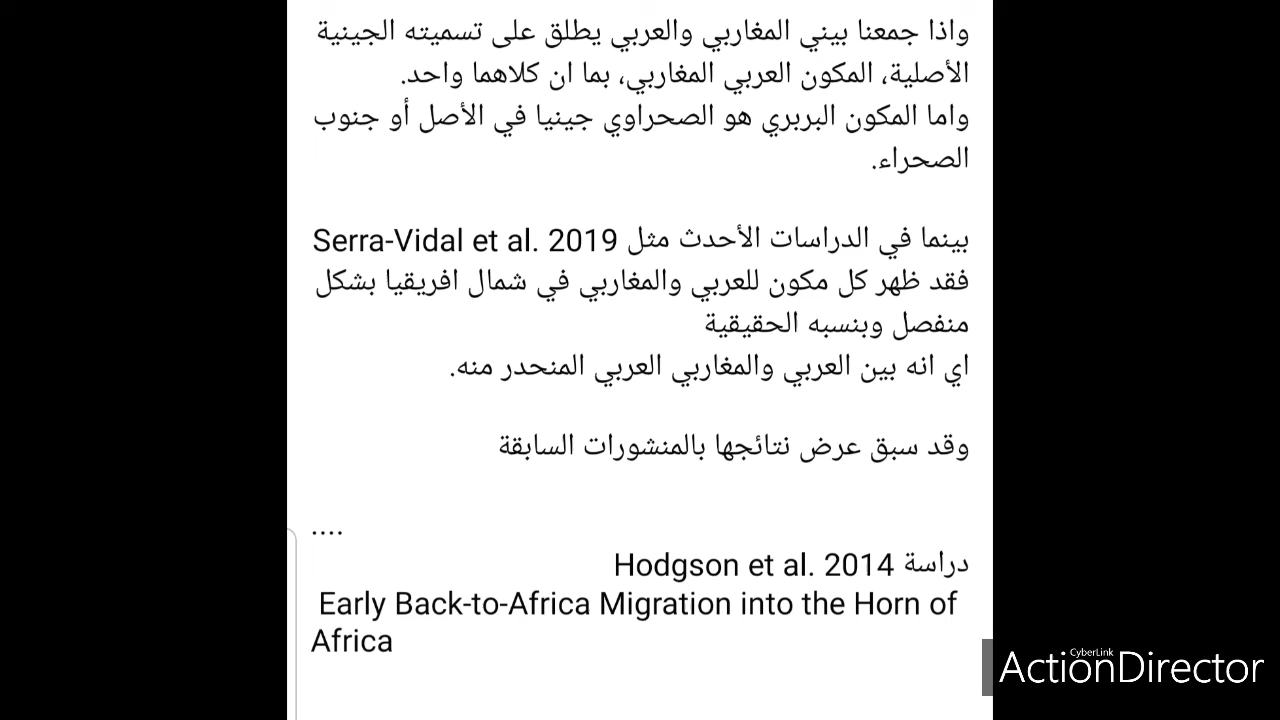 واذا جمعنا بيني المغاربي والعربي يطلق على تسميته الجينية
الأصلية، المكون العربي المغاربي، بما ان كلاهما واحد.
واما المكون البربري هو الصحراوي جينيا في الأصل أو جنوب
الصحراء.
بينما في الدراسات الأحدث مثل Serra-Vidal et al. 2019
فقد ظهر كل مكون للعربي والمغاربي في شمال افريقيا بشكل
منفصل وبنسبه الحقيقية
اي انه بين العربي والمغاربي العربي المنحدر منه.
وقد سبق عرض نتائجها بالمنشورات السابقة
....
دراسة Hodgson et al. 2014
Early Back-to-Africa Migration into the Horn of
Africa
CyberLink
ActionDirector